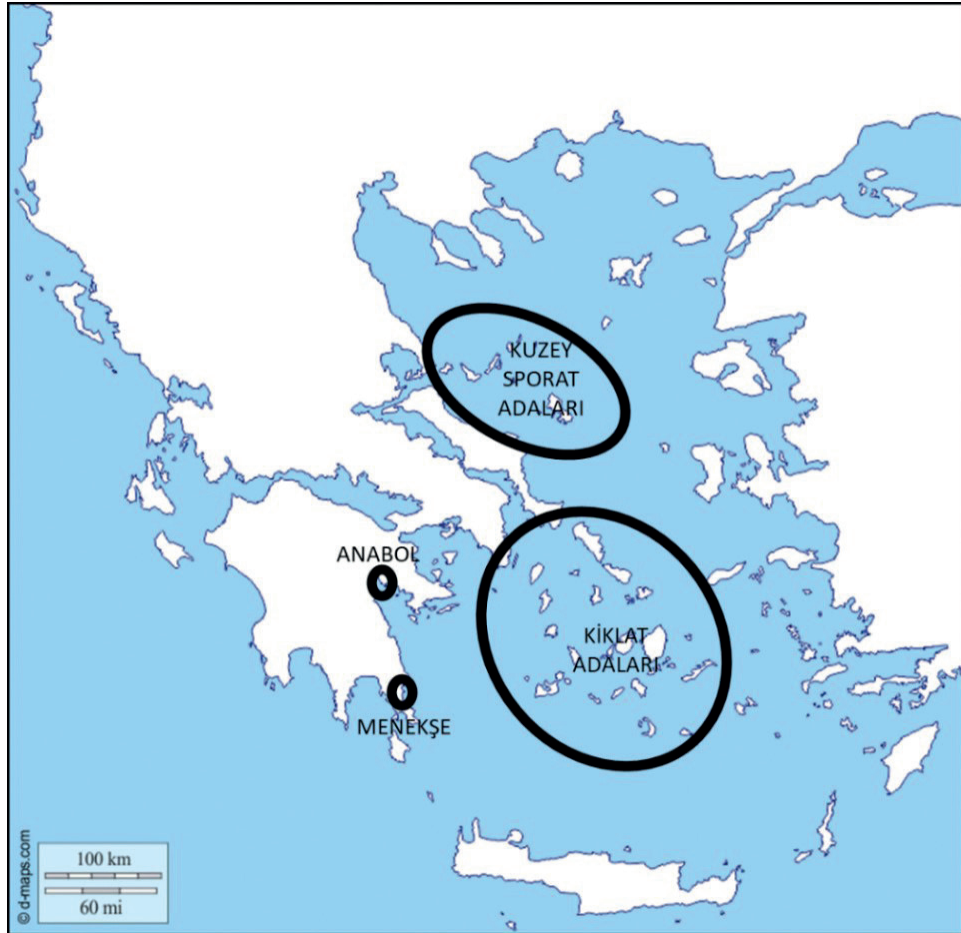 KUZEY
SPORAT
ADALARI
ANABOL
KİKLAT
ADALARI
MENEKŞE
100 km
60 mi
© d-maps.com